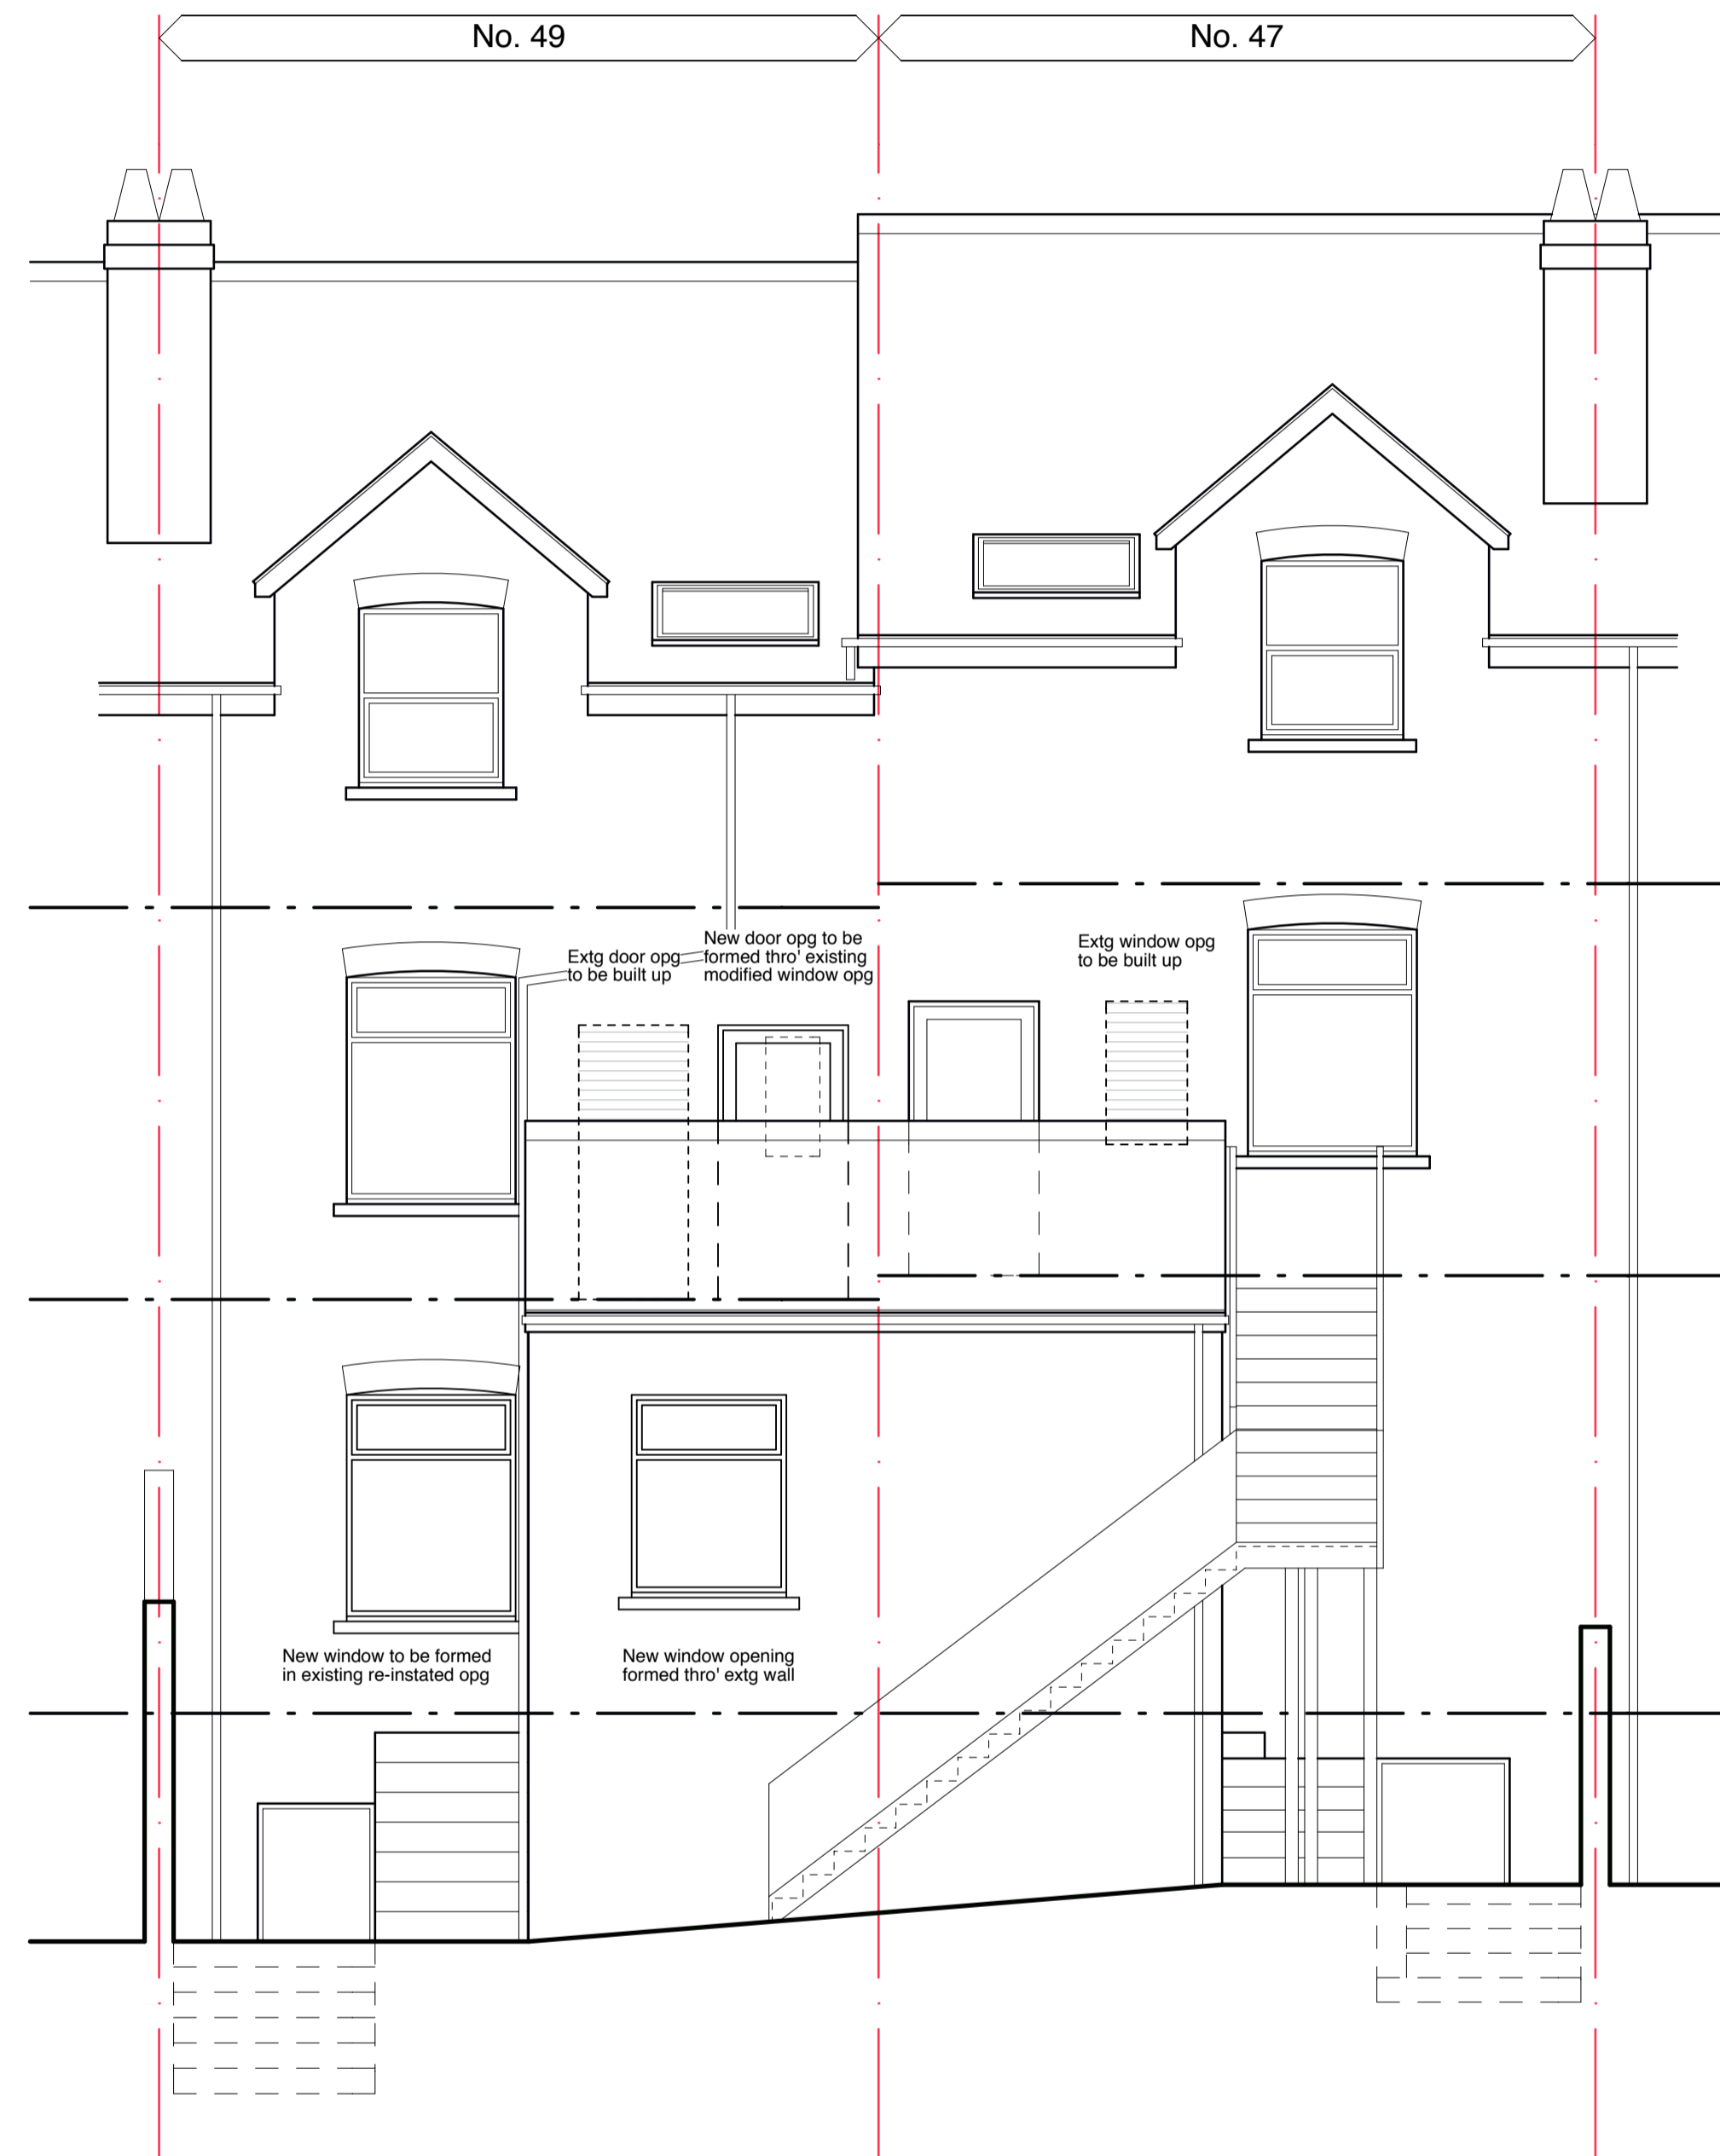 No. 49
No. 47
Extg door opg
to be built up
New door opg to be
formed thro' existing
modified window opg
Extg window opg
to be built up
New window to be formed
in existing re-instated opg
New window opening
formed thro' extg wall